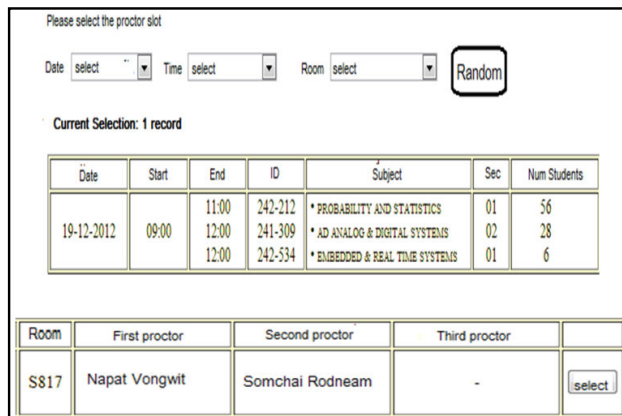 Please select the proctor slot
Date select Time select Room select Random
Current Selection: 1 record
Date Start End ID Subject Sec Num Students
11:00 242-212 * PROBABILITY AND STATISTICS 01 56
19-12-2012 09:00 12:00 241-309 * AD ANALOG & DIGITAL SYSTEMS 02 28
12:00 242-534 * EMBEDDED & REAL TIME SYSTEMS 01 6
Room First proctor Second proctor Third proctor
S817 Napat Vongwit Somchai Rodneam - select